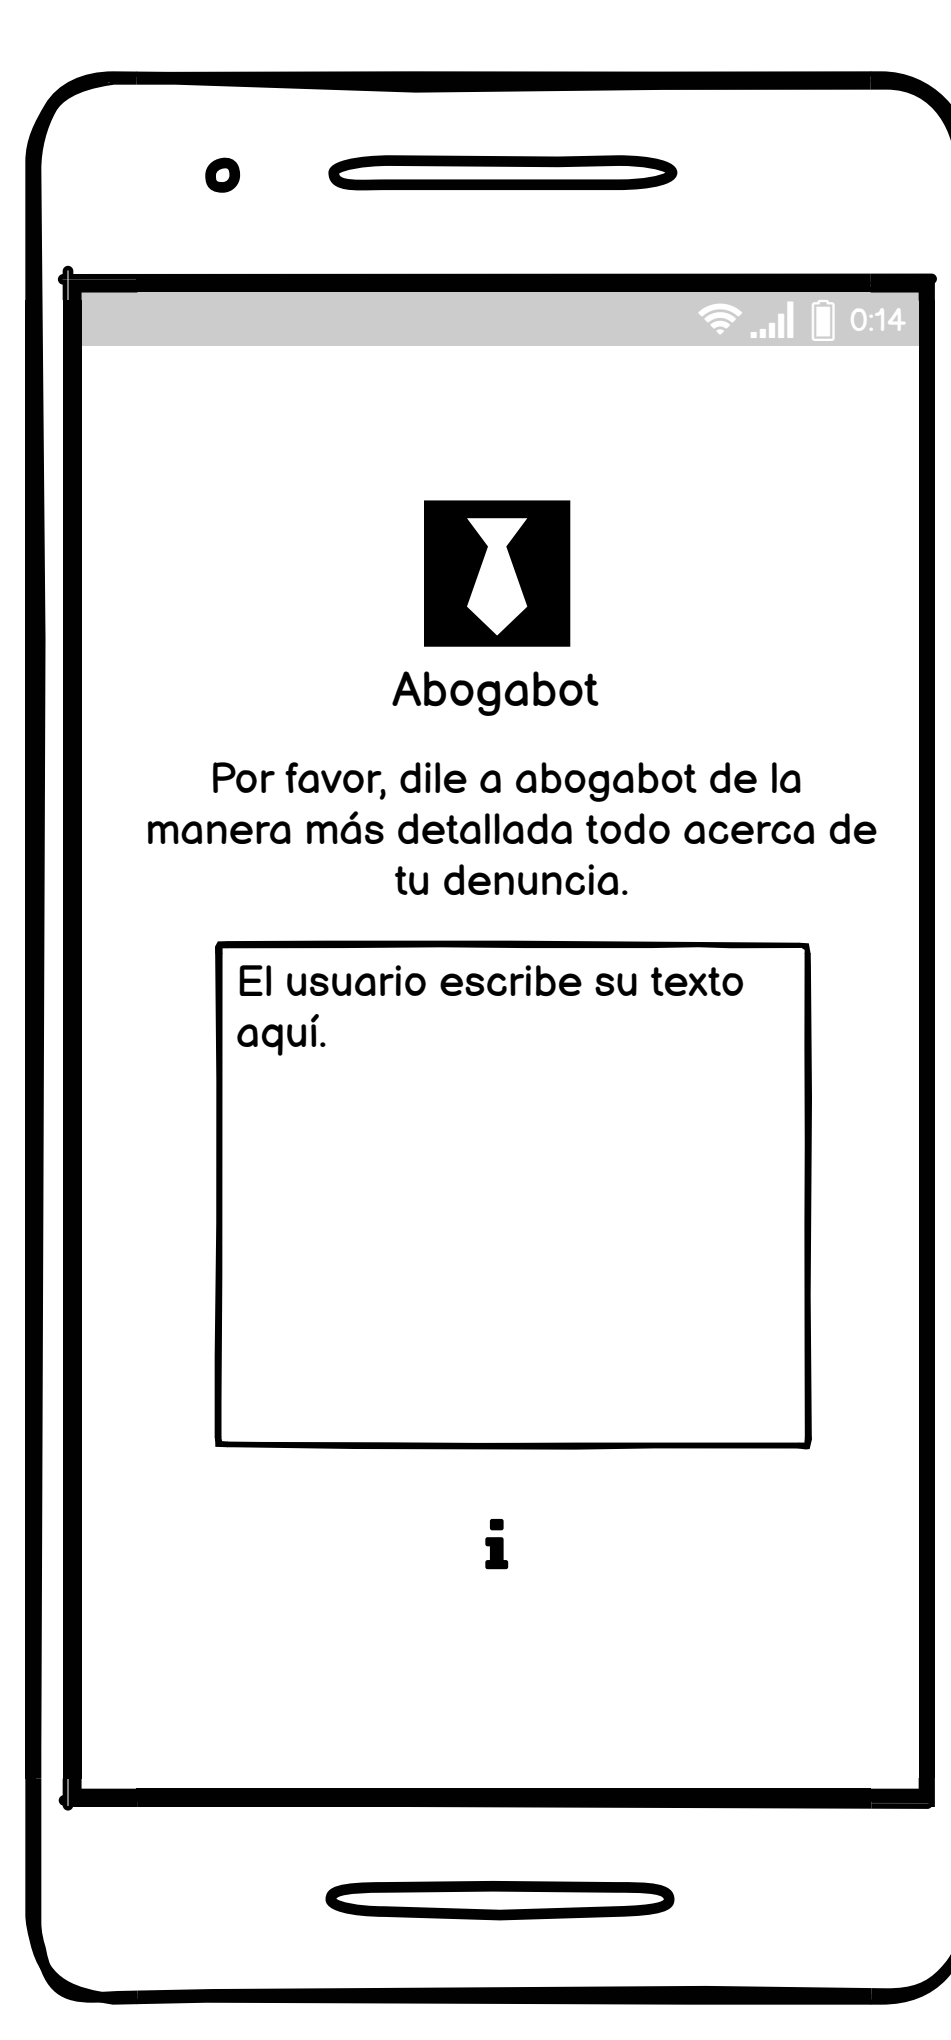 0:14
Abogabot
Por favor, dile a abogabot de la
manera más detallada todo acerca de
tu denuncia.
El usuario escribe su texto
aquí.
i